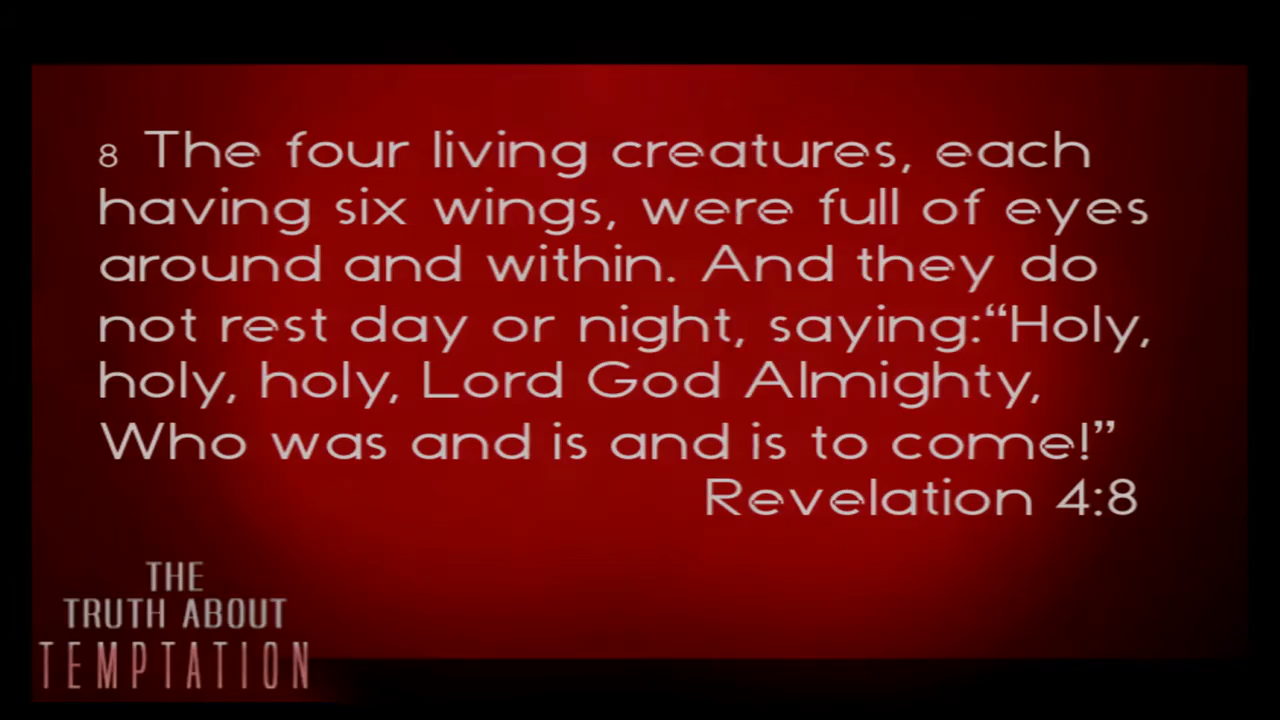 8 The four living creatures, each
having six wings, were full of eyes
around and within. And they do
not rest day or night, saying:“Holy,
holy, holy, Lord God Almighty,
Who was and is and is to come!”
Revelation 4:8
THE
TRUTH ABOUT
TEMPTATION